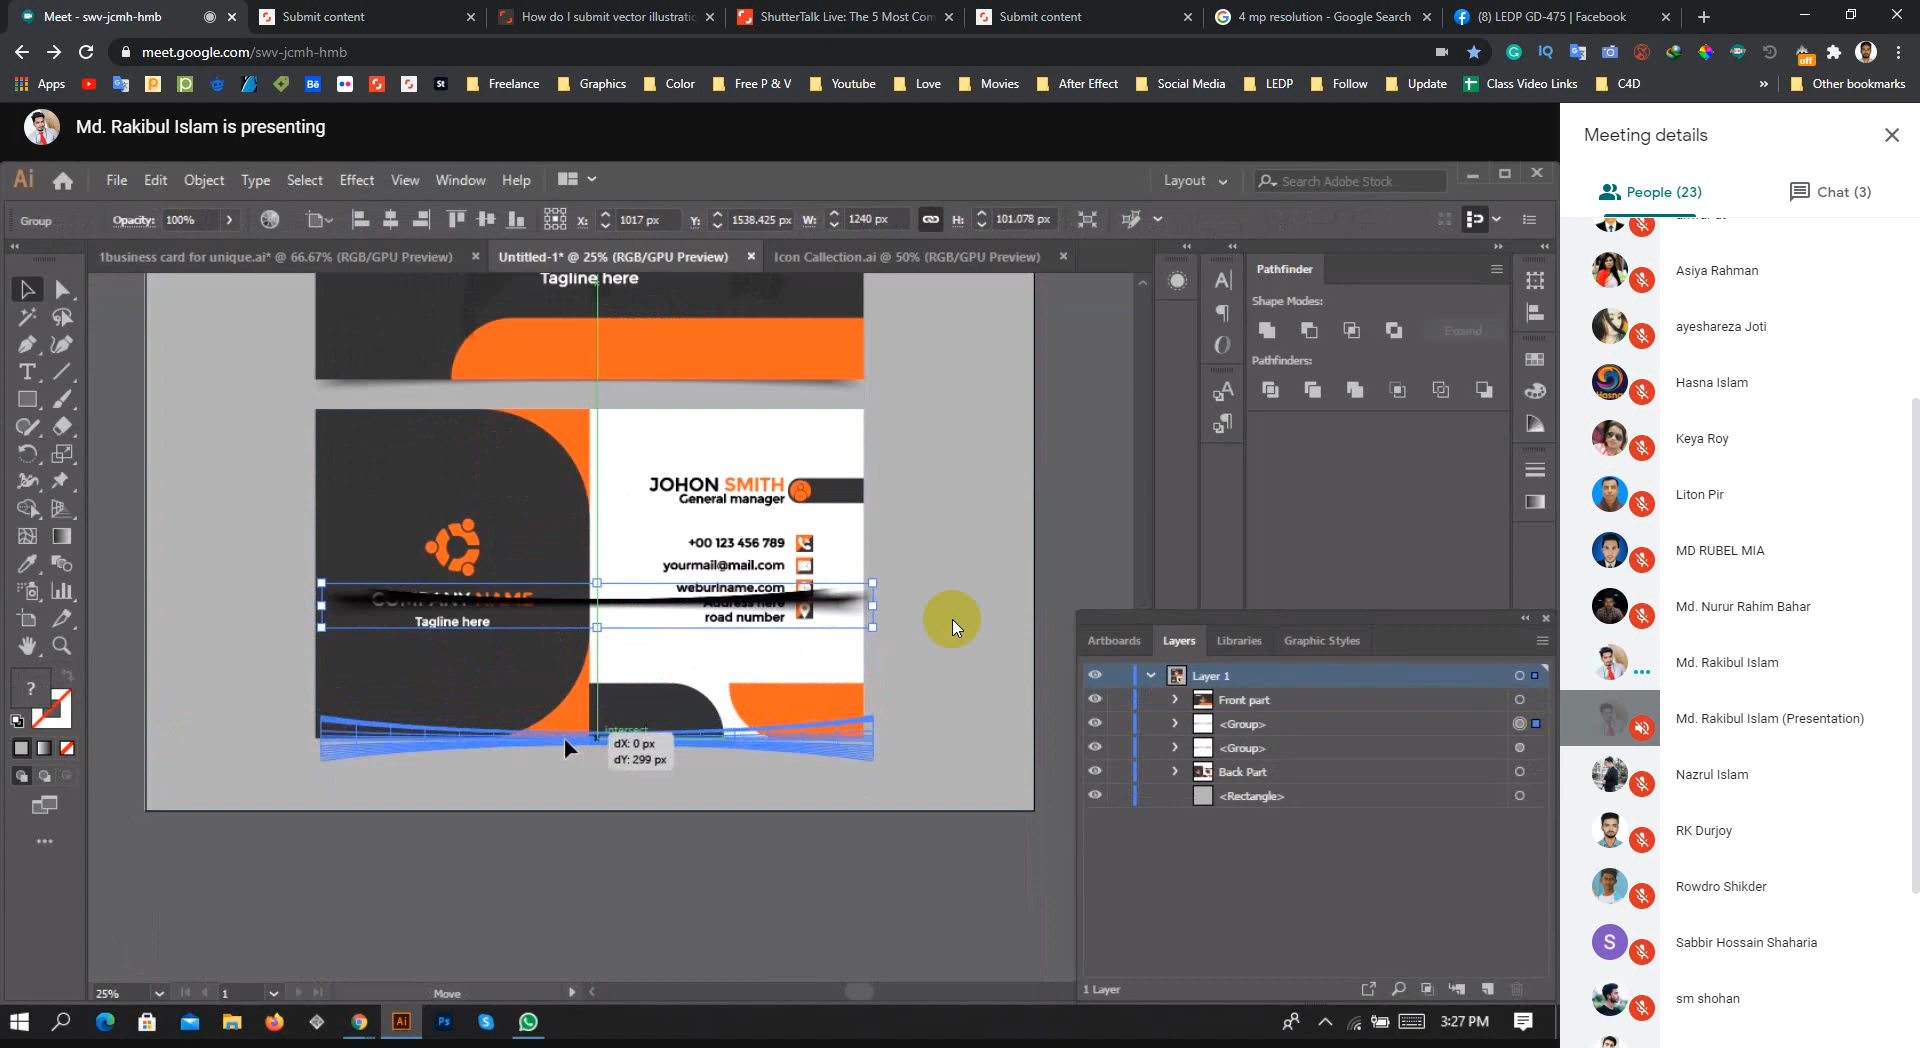 Meet - swv-jcmh-hmb
Submit content
How do I submit vector illustratio
ShutterTalk Live: The 5 Most Com
Submit content
4 mp resolution - Google Search
(8) LEDP GD-475 | Facebook
meet.google.com/swv-jcmh-hmb
off
Apps
Freelance
Graphics
Color
Free P & V
Youtube
Love
Movies
After Effect
Social Media
LEDP
Follow
Update
Class Video Links
C4D
Other bookmarks
Md. Rakibul Islam is presenting
Ai
File
Edit
Object
Type
Select
Effect
View
Window
Help
Layout
Search Adobe Stock
Group
Opacity:
100%
X:
1017 px
Y:
1538.425 px
W:
1240 px
H:
101.078 px
1business card for unique.ai* @ 66.67% (RGB/GPU Preview)
Untitled-1* @ 25% (RGB/GPU Preview)
Icon Collection.ai @ 50% (RGB/GPU Preview)
Tagline here
JOHON SMITH
General manager
+00 123 456 789
yourmail@mail.com
weburlname.com
Address here
road number
COMPANY NAME
Tagline here
intersect
dX: 0 px
dY: 299 px
Pathfinder
Shape Modes:
Expand
Pathfinders:
Artboards
Layers
Libraries
Graphic Styles
Layer 1
Front part
<Group>
<Group>
Back Part
<Rectangle>
1 Layer
25%
1
Move
Ai
Ps
3:27 PM
Meeting details
People (23)
Chat (3)
Asiya Rahman
ayeshareza Joti
Hasna Islam
Keya Roy
Liton Pir
MD RUBEL MIA
Md. Nurur Rahim Bahar
Md. Rakibul Islam
Md. Rakibul Islam (Presentation)
Nazrul Islam
RK Durjoy
Rowdro Shikder
S
Sabbir Hossain Shaharia
sm shohan